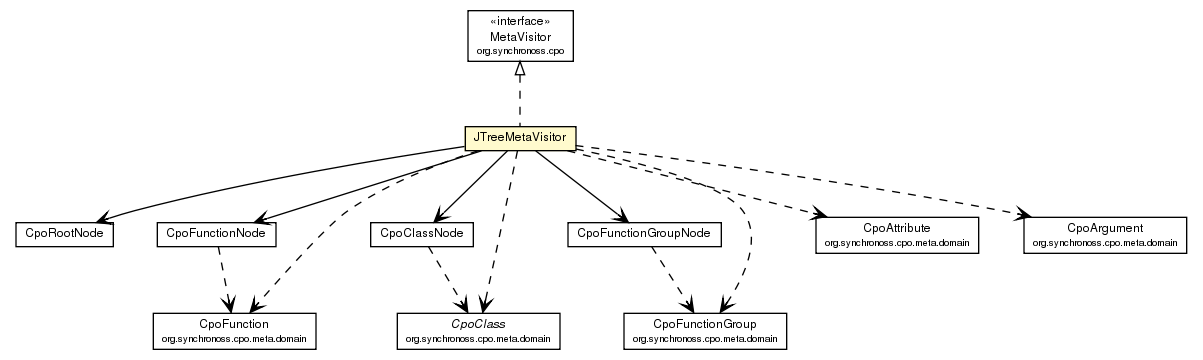 «interface»
MetaVisitor
org.synchronoss.cpo
JTreeMetaVisitor
CpoRootNode
CpoFunctionNode
CpoClassNode
CpoFunctionGroupNode
CpoAttribute
org.synchronoss.cpo.meta.domain
CpoArgument
org.synchronoss.cpo.meta.domain
CpoFunction
org.synchronoss.cpo.meta.domain
CpoClass
org.synchronoss.cpo.meta.domain
CpoFunctionGroup
org.synchronoss.cpo.meta.domain